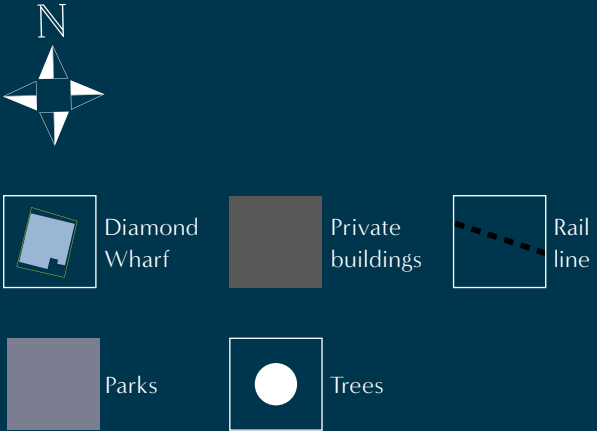 N
Diamond
Wharf
Private
buildings
Rail
line
Parks
Trees